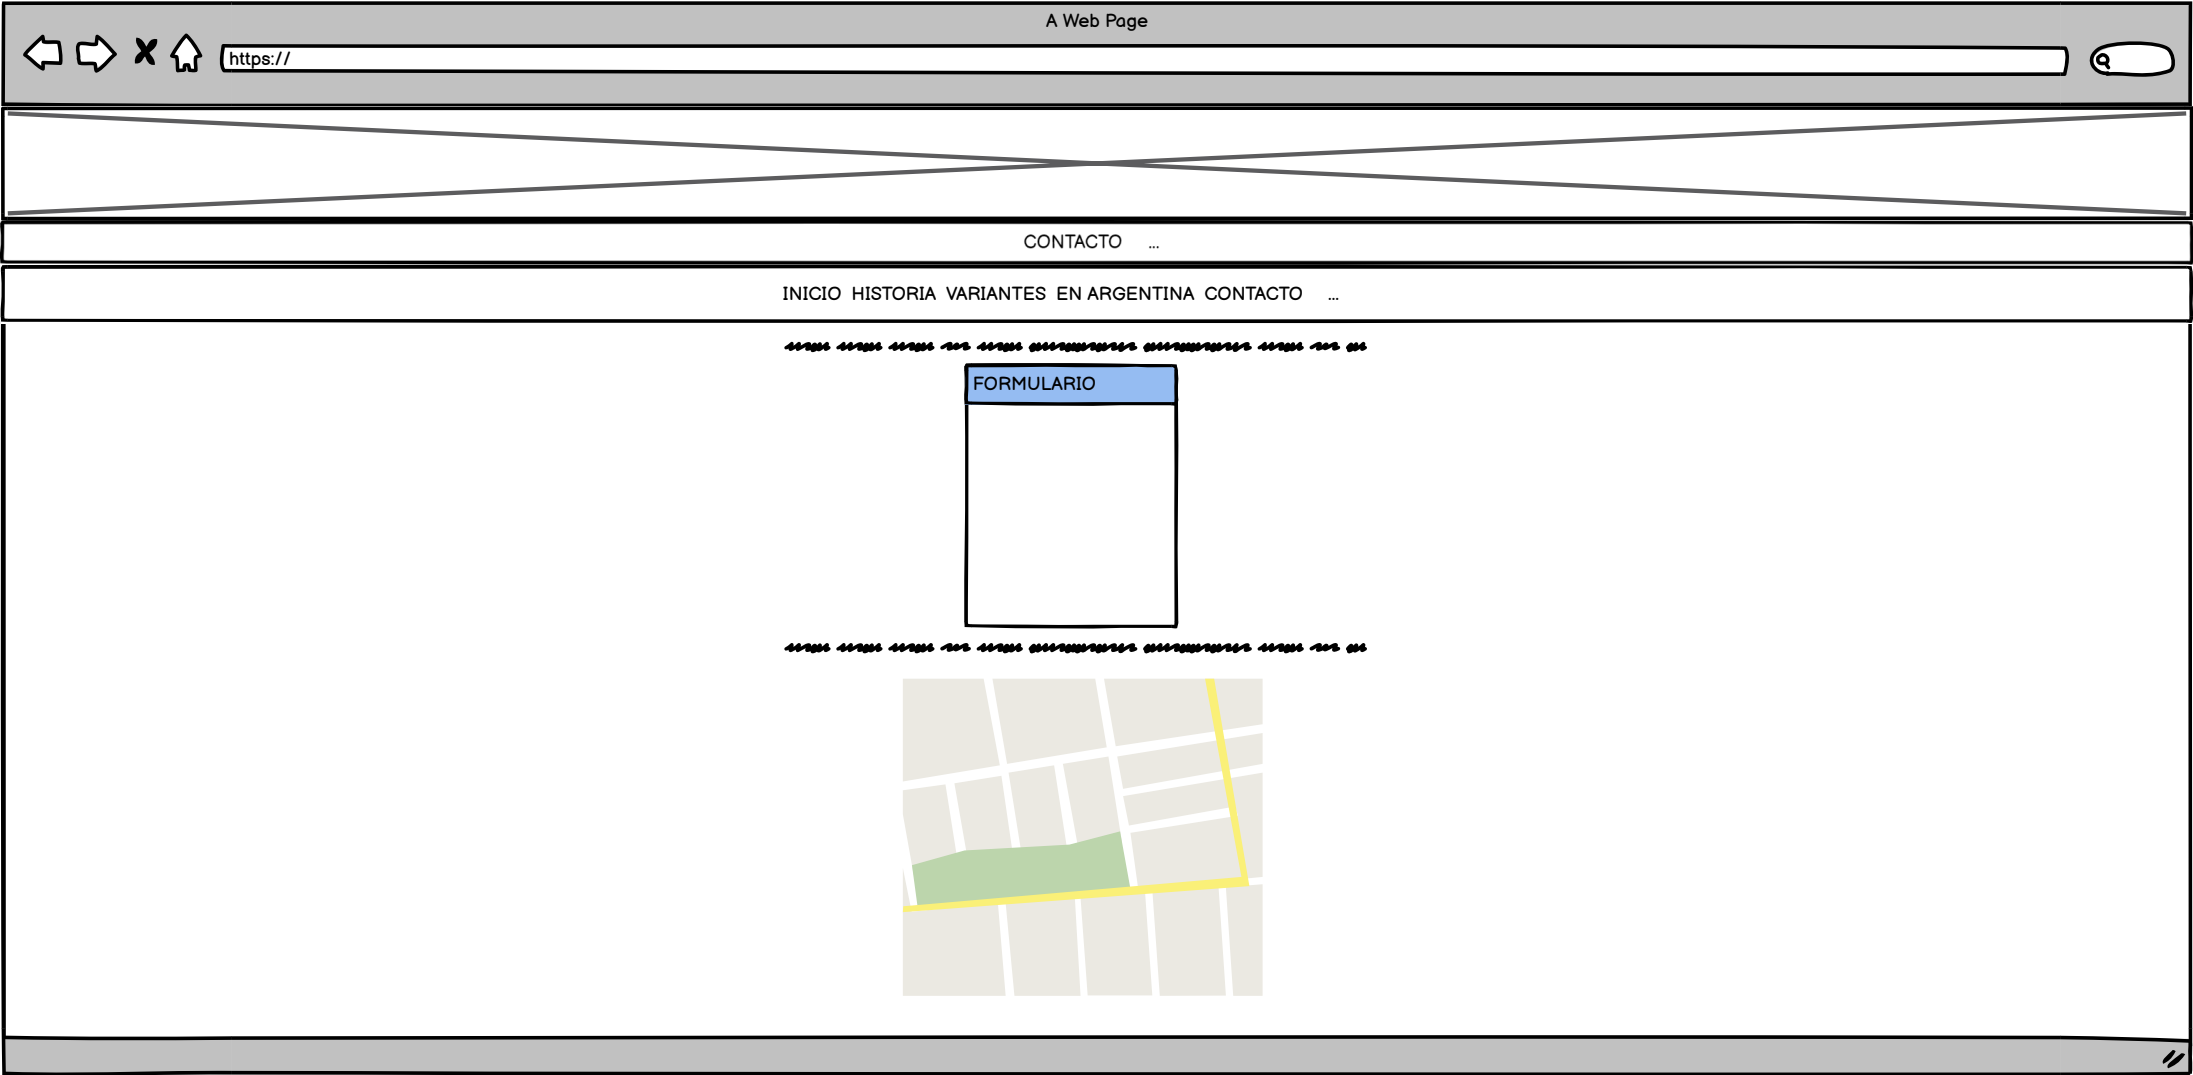 A Web Page
https://
CONTACTO ...
INICIO HISTORIA VARIANTES EN ARGENTINA CONTACTO ...
FORMULARIO